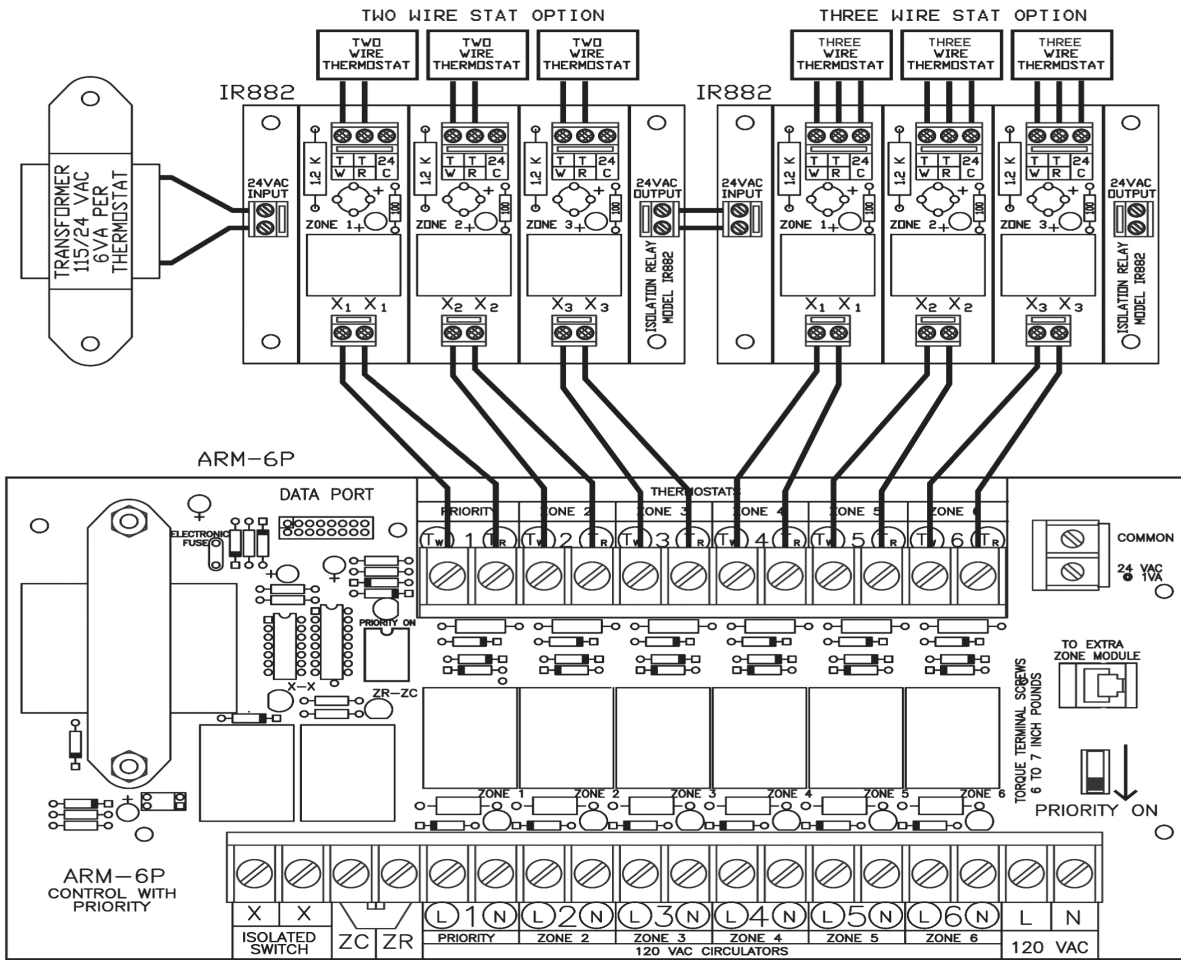 TWO WIRE STAT OPTION
THREE WIRE STAT OPTION
TWO
WIRE
THERMOSTAT
TWO
WIRE
THERMOSTAT
TWO
WIRE
THERMOSTAT
THREE
WIRE
THERMOSTAT
THREE
WIRE
THERMOSTAT
THREE
WIRE
THERMOSTAT
IR882
IR882
TRANSFORMER
115/24 VAC
6VA PER
THERMOSTAT
24VAC
INPUT
1.2 K
T T 24
W R C
100
ZONE 1
X1 X1
1.2 K
T T 24
W R C
100
ZONE 2
X2 X2
1.2 K
T T 24
W R C
100
ZONE 3
X3 X3
24VAC
OUTPUT
ISOLATION RELAY
MODEL IR882
24VAC
INPUT
1.2 K
T T 24
W R C
100
ZONE 1
X1 X1
1.2 K
T T 24
W R C
100
ZONE 2
X2 X2
1.2 K
T T 24
W R C
100
ZONE 3
X3 X3
24VAC
OUTPUT
ISOLATION RELAY
MODEL IR882
ARM-6P
DATA PORT
ELECTRONIC
FUSE
THERMOSTATS
PRIORITY ZONE 2 ZONE 3 ZONE 4 ZONE 5 ZONE 6
TW 1 TR TW 2 TR TW 3 TR TW 4 TR TW 5 TR TW 6 TR
COMMON
24 VAC
1VA
PRIORITY ON
X-X
ZR-ZC
TO EXTRA
ZONE MODULE
TORQUE TERMINAL SCREWS
6 TO 7 INCH POUNDS
PRIORITY ON
ZONE 1 ZONE 2 ZONE 3 ZONE 4 ZONE 5 ZONE 6
ARM-6P
CONTROL WITH
PRIORITY
X X
ISOLATED
SWITCH
ZC ZR
L 1 N L 2 N L 3 N L 4 N L 5 N L 6 N L N
PRIORITY ZONE 2 ZONE 3 ZONE 4 ZONE 5 ZONE 6
120 VAC CIRCULATORS
120 VAC